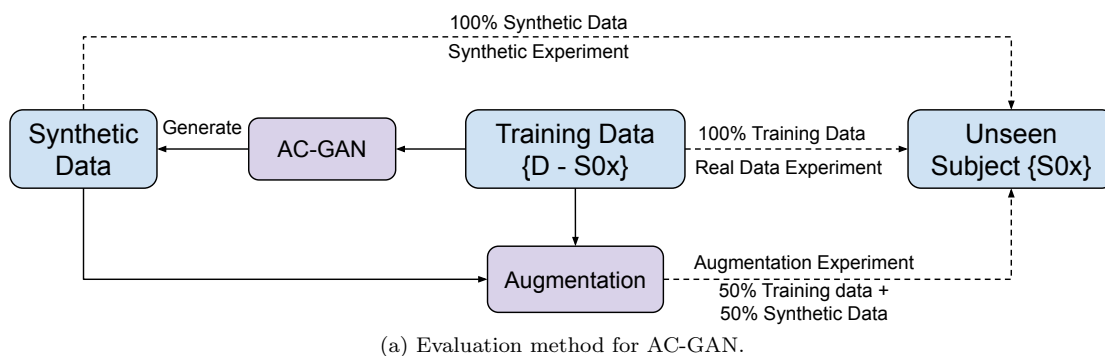 100% Synthetic Data
Synthetic Experiment
Synthetic
Data
Generate
AC-GAN
Training Data
{D - S0x}
100% Training Data
Real Data Experiment
Unseen
Subject {S0x}
Augmentation
Augmentation Experiment
50% Training data +
50% Synthetic Data
(a) Evaluation method for AC-GAN.